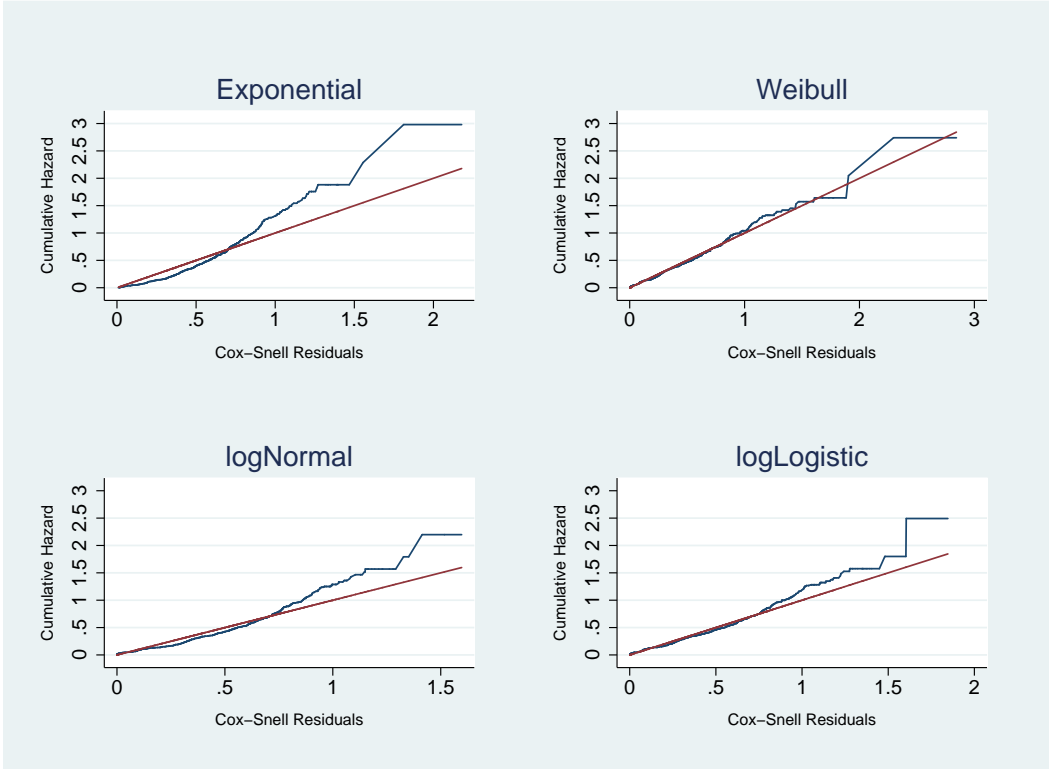 Exponential
Cumulative Hazard
3
2.5
2
1.5
1
.5
0
0 .5 1 1.5 2
Cox−Snell Residuals
Weibull
Cumulative Hazard
3
2.5
2
1.5
1
.5
0
0 1 2 3
Cox−Snell Residuals
logNormal
Cumulative Hazard
3
2.5
2
1.5
1
.5
0
0 .5 1 1.5
Cox−Snell Residuals
logLogistic
Cumulative Hazard
3
2.5
2
1.5
1
.5
0
0 .5 1 1.5 2
Cox−Snell Residuals